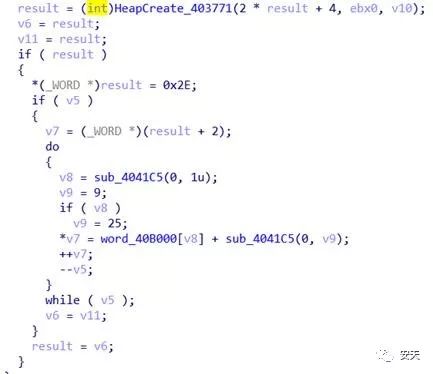 result = (int)HeapCreate_403771(2 * result + 4, ebx0, v10);
v6 = result;
v11 = result;
if ( result )
{
*(_WORD *)result = 0x2E;
if ( v5 )
{
v7 = (_WORD *)(result + 2);
do
{
v8 = sub_4041C5(0, 1u);
v9 = 9;
if ( v8 )
v9 = 25;
*v7 = word_40B000[v8] + sub_4041C5(0, v9);
++v7;
--v5;
}
while ( v5 );
v6 = v11;
}
result = v6;
}
安天